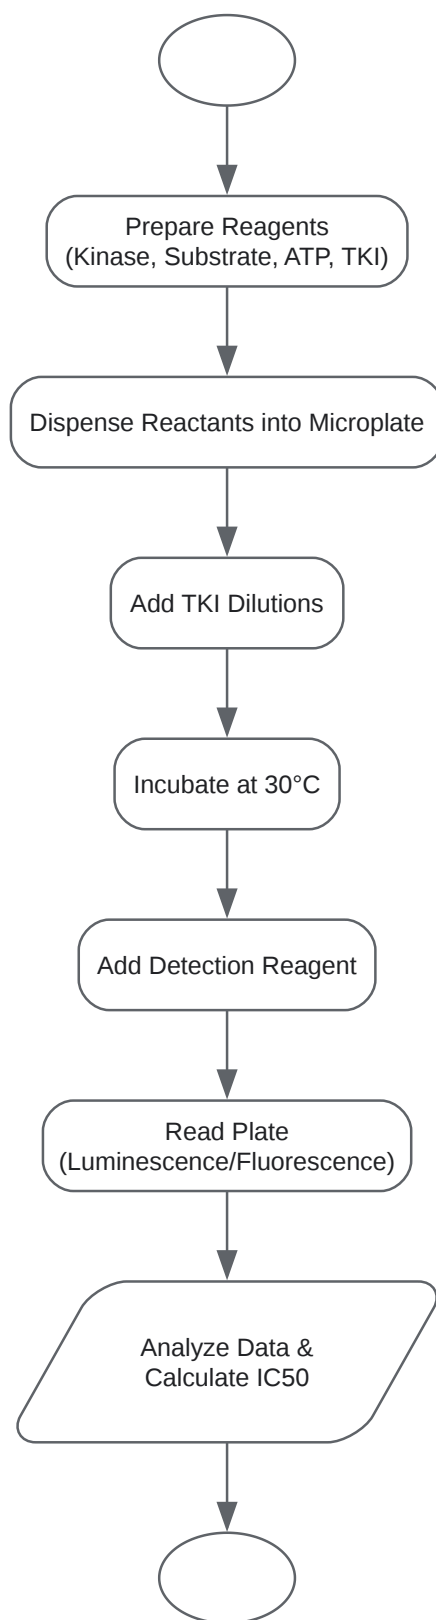 Prepare Reagents
(Kinase, Substrate, ATP, TKI)
Dispense Reactants into Microplate
Add TKI Dilutions
Incubate at 30°C
Add Detection Reagent
Read Plate
(Luminescence/Fluorescence)
Analyze Data &
Calculate IC50